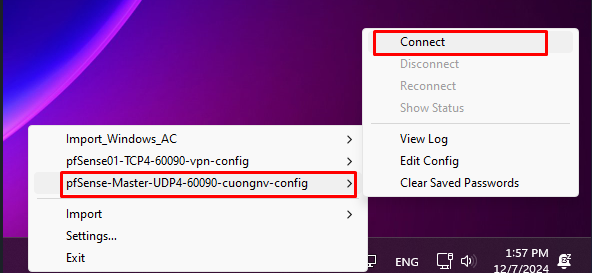 Connect
Disconnect
Reconnect
Show Status
View Log
Edit Config
Clear Saved Passwords
Import_Windows_AC
pfSense01-TCP4-60090-vpn-config
pfSense-Master-UDP4-60090-cuongnv-config
Import
Settings...
Exit
ENG
1:57 PM
12/7/2024